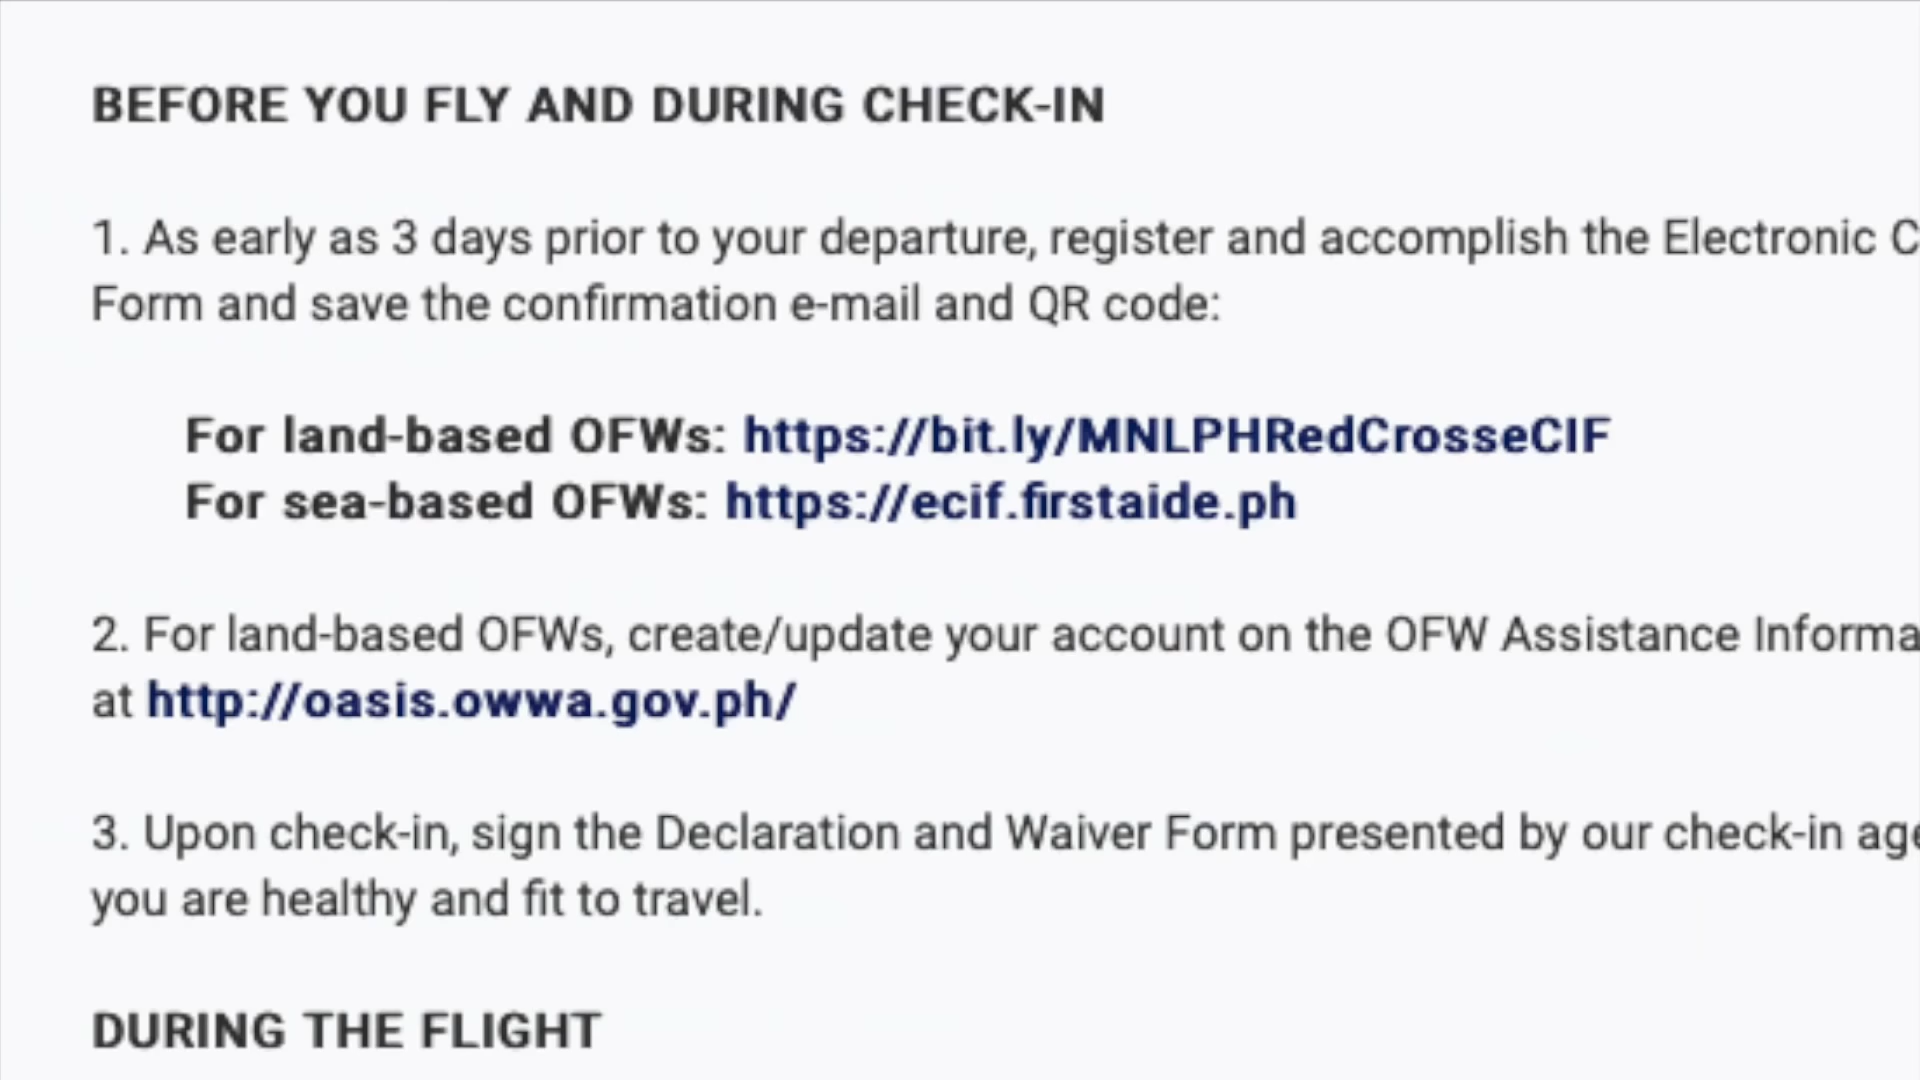 BEFORE YOU FLY AND DURING CHECK-IN
1. As early as 3 days prior to your departure, register and accomplish the Electronic C
Form and save the confirmation e-mail and QR code:
For land-based OFWs: https://bit.ly/MNLPHRedCrosseCIF
For sea-based OFWs: https://ecif.firstaide.ph
2. For land-based OFWs, create/update your account on the OFW Assistance Informa
at http://oasis.owwa.gov.ph/
3. Upon check-in, sign the Declaration and Waiver Form presented by our check-in age
you are healthy and fit to travel.
DURING THE FLIGHT